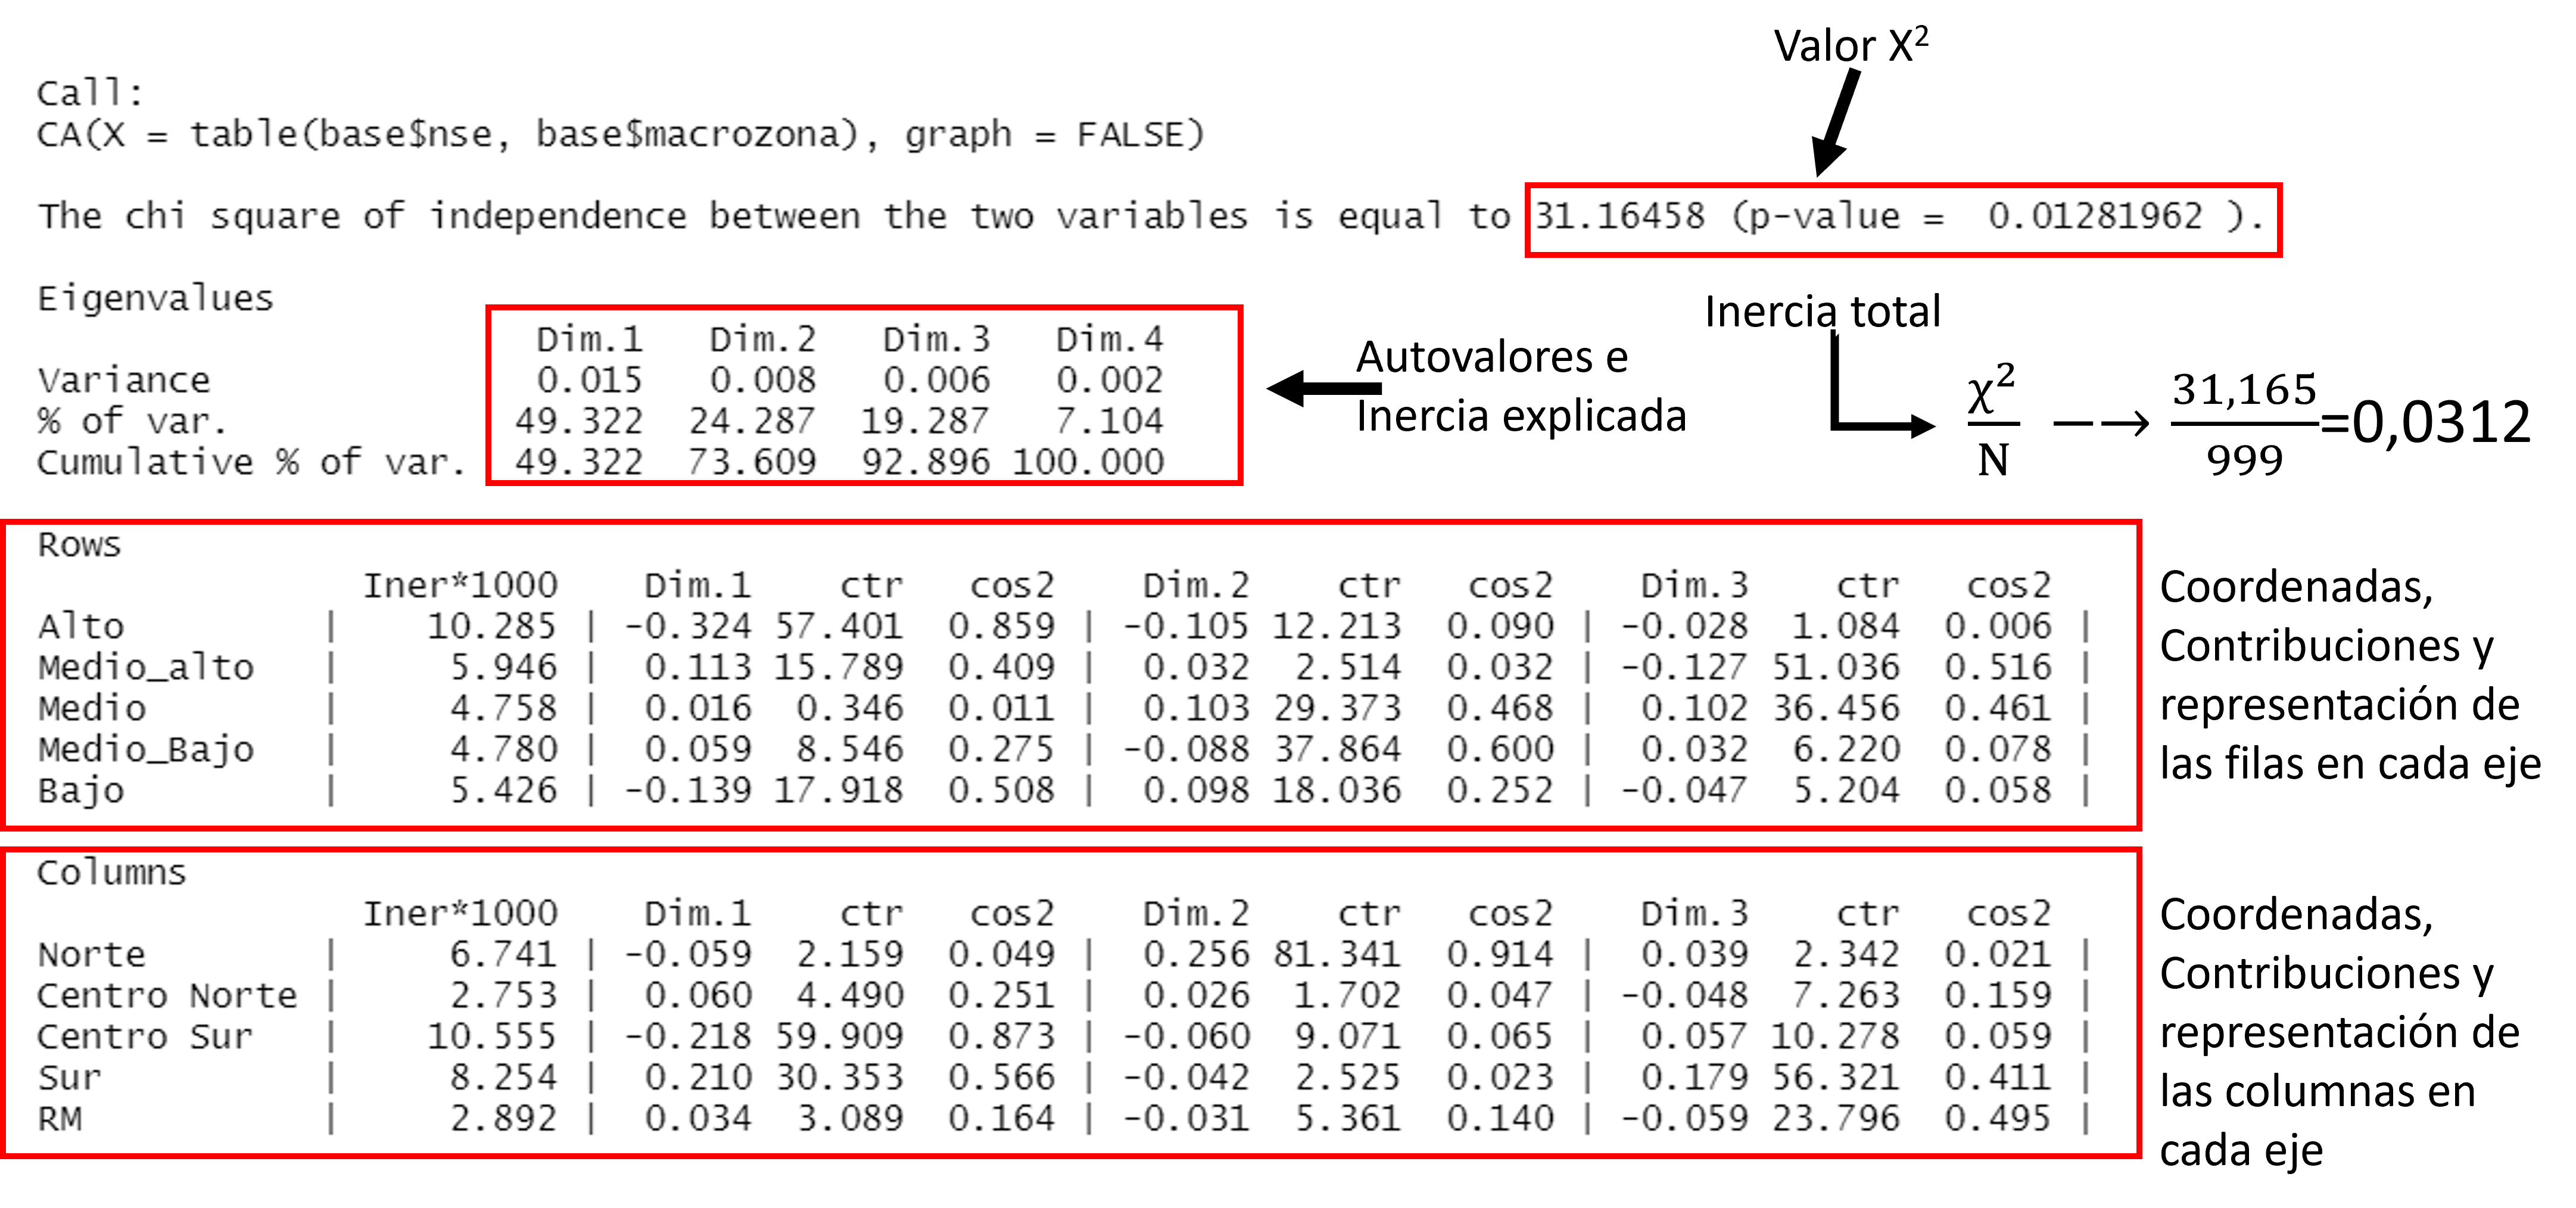 Valor X²
Call:
CA(X = table(base$nse, base$macrozona), graph = FALSE)
The chi square of independence between the two variables is equal to 31.16458 (p-value =  0.01281962 ).
Eigenvalues
Dim.1 Dim.2 Dim.3 Dim.4
Variance 0.015 0.008 0.006 0.002
% of var. 49.322 24.287 19.287 7.104
Cumulative % of var. 49.322 73.609 92.896 100.000
Autovalores e
Inercia explicada
Inercia total
χ²
N
31,165
999
=0,0312
Rows
Iner*1000 Dim.1 ctr cos2 Dim.2 ctr cos2 Dim.3 ctr cos2
Alto | 10.285 | -0.324 57.401 0.859 | -0.105 12.213 0.090 | -0.028 1.084 0.006 |
Medio_alto | 5.946 | 0.113 15.789 0.409 | 0.032 2.514 0.032 | -0.127 51.036 0.516 |
Medio | 4.758 | 0.016 0.346 0.011 | 0.103 29.373 0.468 | 0.102 36.456 0.461 |
Medio_Bajo | 4.780 | 0.059 8.546 0.275 | -0.088 37.864 0.600 | 0.032 6.220 0.078 |
Bajo | 5.426 | -0.139 17.918 0.508 | 0.098 18.036 0.252 | -0.047 5.204 0.058 |
Coordenadas,
Contribuciones y
representación de
las filas en cada eje
Columns
Iner*1000 Dim.1 ctr cos2 Dim.2 ctr cos2 Dim.3 ctr cos2
Norte | 6.741 | -0.059 2.159 0.049 | 0.256 81.341 0.914 | 0.039 2.342 0.021 |
Centro Norte | 2.753 | 0.060 4.490 0.251 | 0.026 1.702 0.047 | -0.048 7.263 0.159 |
Centro Sur | 10.555 | -0.218 59.909 0.873 | -0.060 9.071 0.065 | 0.057 10.278 0.059 |
Sur | 8.254 | 0.210 30.353 0.566 | -0.042 2.525 0.023 | 0.179 56.321 0.411 |
RM | 2.892 | 0.034 3.089 0.164 | -0.031 5.361 0.140 | -0.059 23.796 0.495 |
Coordenadas,
Contribuciones y
representación de
las columnas en
cada eje